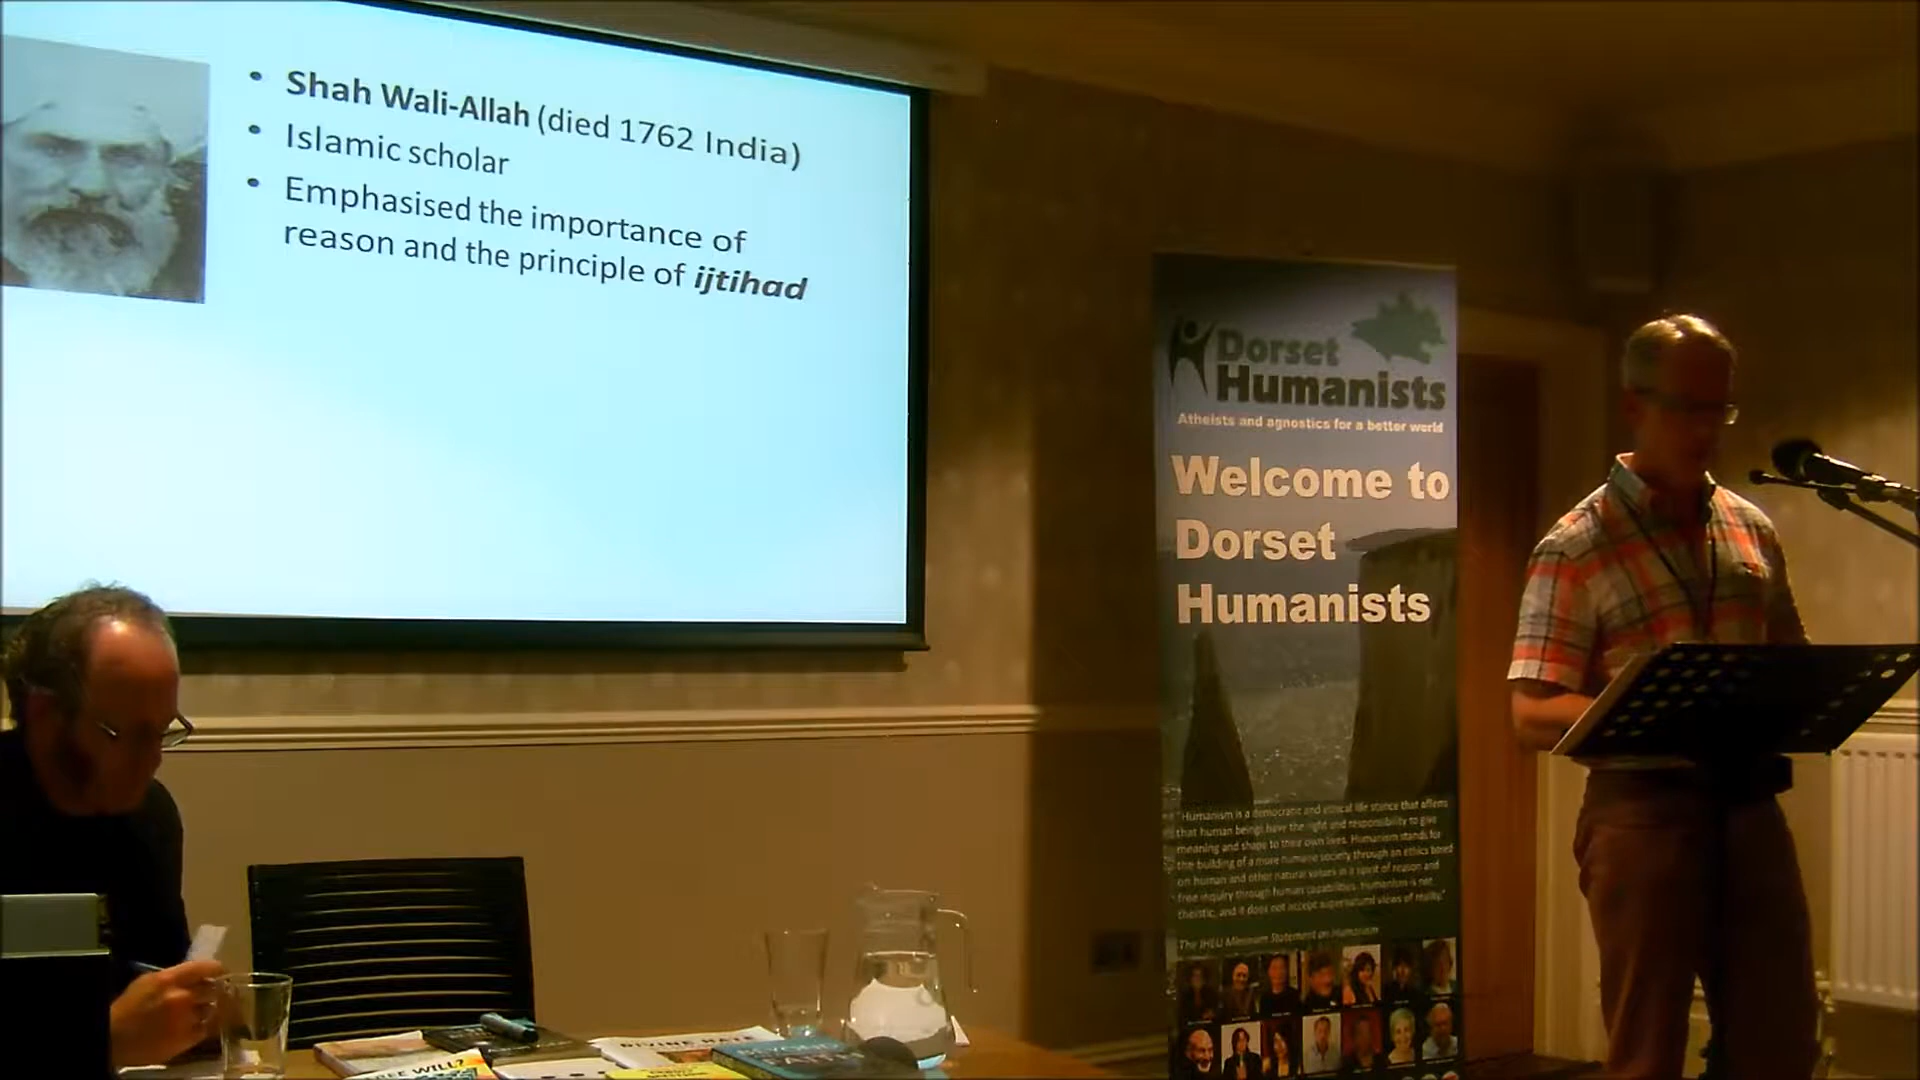 Shah Wali-Allah (died 1762 India)
Islamic scholar
Emphasised the importance of
reason and the principle of ijtihad
Dorset
Humanists
Atheists and agnostics for a better world
Welcome to
Dorset
Humanists
"Humanism is a democratic and ethical life stance that affirms
that human beings have the right and responsibility to give
meaning and shape to their own lives. Humanism stands for
the building of a more humane society through an ethics based
on human and other natural values in a spirit of reason and
free inquiry through human capabilities. Humanism is not
theistic, and it does not accept supernatural views of reality."
The IHEU Minimum Statement on Humanism
FREE WILL?
DIVINE HATE
FAITH